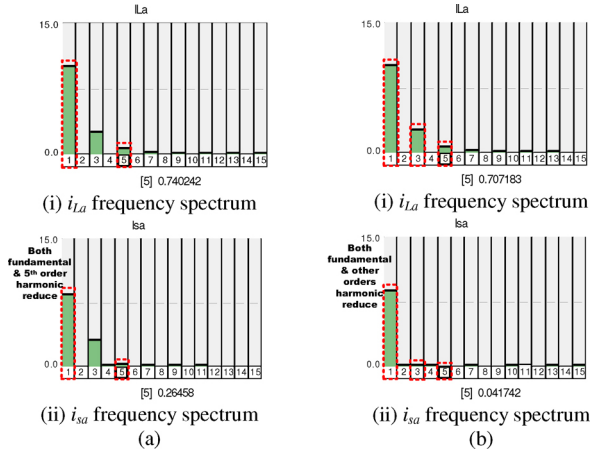 ILa
15.0
0.0
1 2 3 4 5 6 7 8 9 10 11 12 13 14 15
[5] 0.740242
(i) iLa frequency spectrum
Isa
15.0
Both
fundamental
& 5th order
harmonic
reduce
0.0
1 2 3 4 5 6 7 8 9 10 11 12 13 14 15
[5] 0.26458
(ii) isa frequency spectrum
(a)
ILa
15.0
0.0
1 2 3 4 5 6 7 8 9 10 11 12 13 14 15
[5] 0.707183
(i) iLa frequency spectrum
Isa
15.0
Both
fundamental
& other
orders
harmonic
reduce
0.0
1 2 3 4 5 6 7 8 9 10 11 12 13 14 15
[5] 0.041742
(ii) isa frequency spectrum
(b)